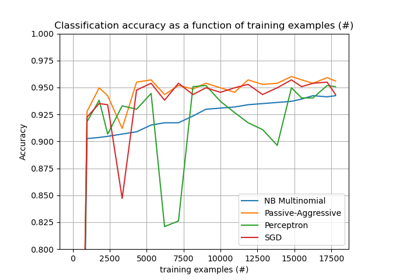 Classification accuracy as a function of training examples (#)
1.000
0.975
0.950
0.925
0.900
0.875
0.850
0.825
0.800
Accuracy
NB Multinomial
Passive-Aggressive
Perceptron
SGD
0 2500 5000 7500 10000 12500 15000 17500
training examples (#)